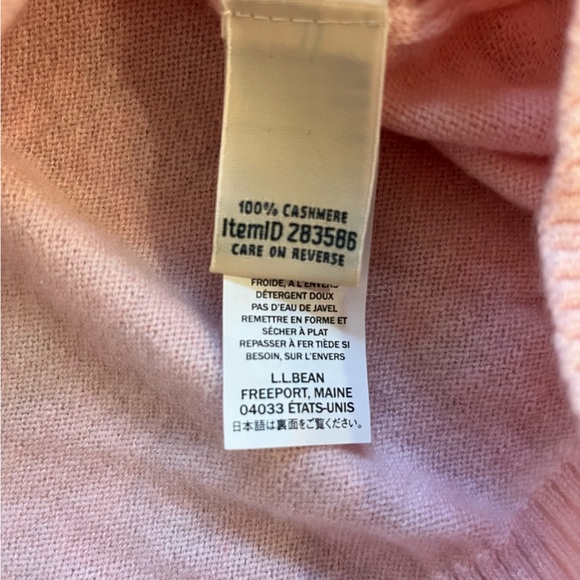 100% CASHMERE
ItemID 283586
CARE ON REVERSE
FROIDE, À L'ENVERS
DÉTERGENT DOUX
PAS D'EAU DE JAVEL
REMETTRE EN FORME ET
SÉCHER À PLAT
REPASSER À FER TIÈDE SI
BESOIN, SUR L'ENVERS
L.L.BEAN
FREEPORT, MAINE
04033 ÉTATS-UNIS
日本語は裏面をご覧ください。